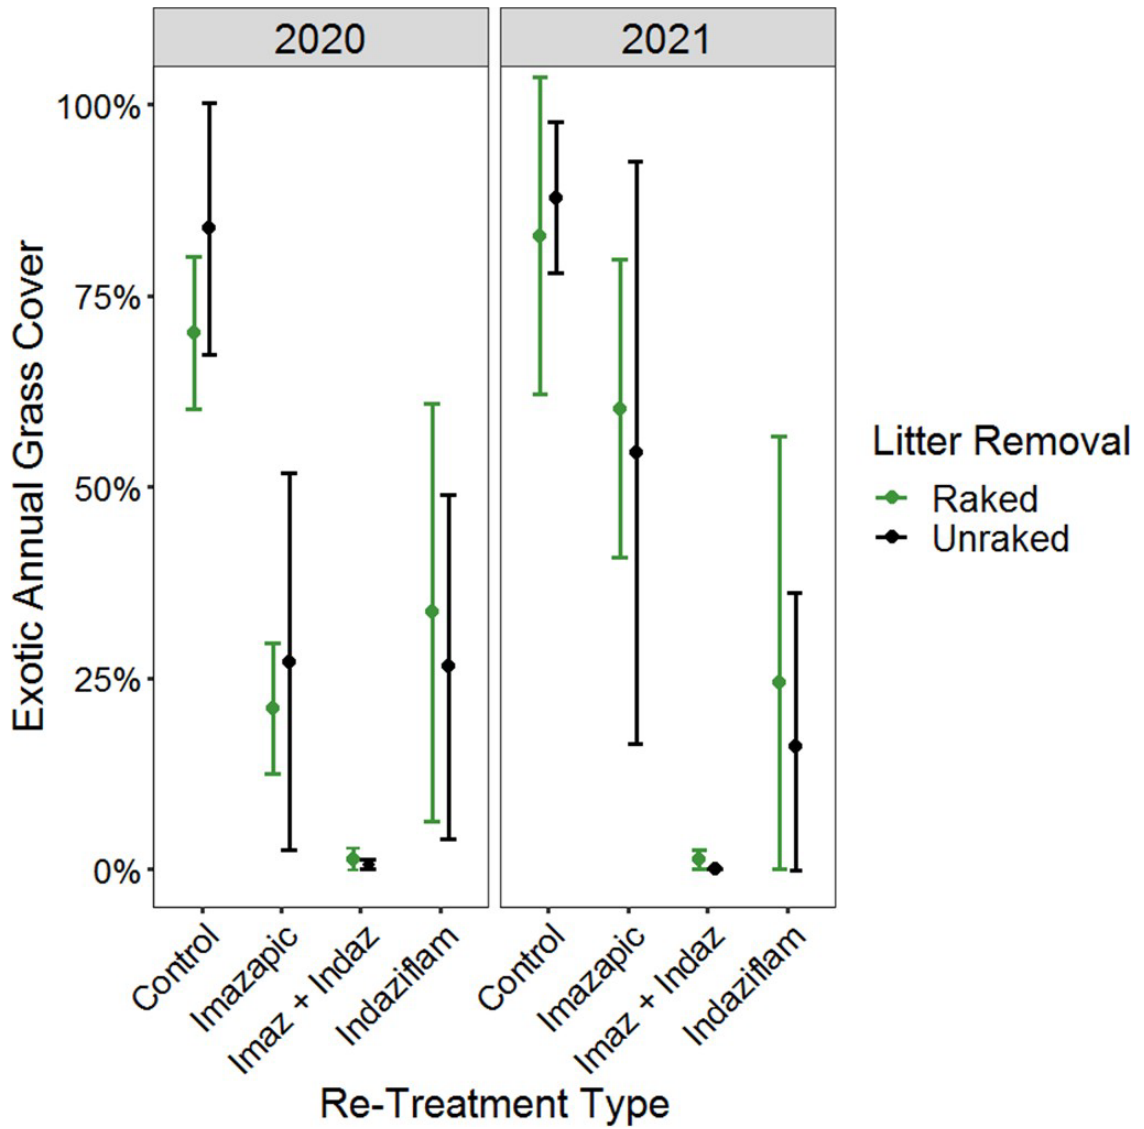 2020
2021
Exotic Annual Grass Cover
100%
75%
50%
25%
0%
Control
Imazapic
Imaz + Indaz
Indaziflam
Control
Imazapic
Imaz + Indaz
Indaziflam
Re-Treatment Type
Litter Removal
Raked
Unraked